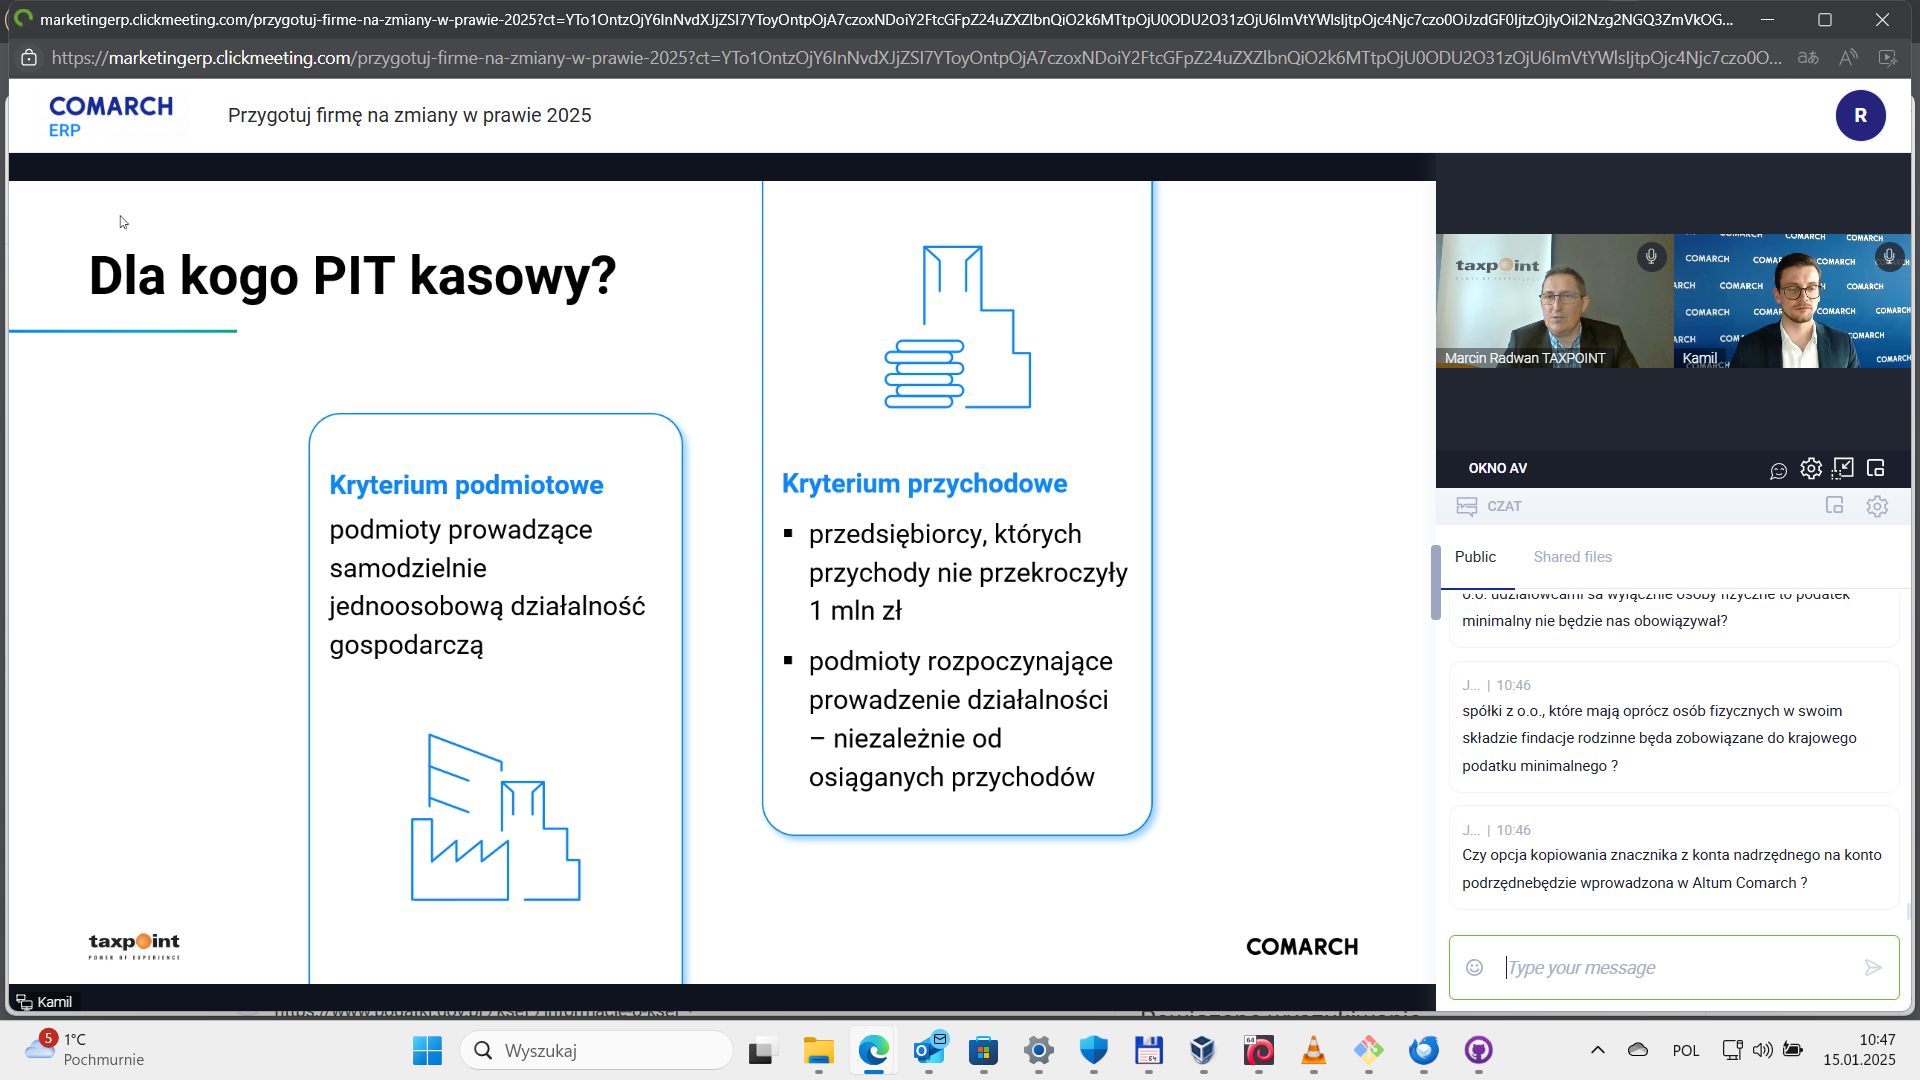 marketingerp.clickmeeting.com/przygotuj-firme-na-zmiany-w-prawie-2025?ct=
https://marketingerp.clickmeeting.com/przygotuj-firme-na-zmiany-w-prawie-2025?ct=
COMARCH
ERP
Przygotuj firmę na zmiany w prawie 2025
R
Dla kogo PIT kasowy?
Kryterium podmiotowe
podmioty prowadzące
samodzielnie
jednoosobową działalność
gospodarczą
Kryterium przychodowe
▪ przedsiębiorcy, których
przychody nie przekroczyły
1 mln zł
▪ podmioty rozpoczynające
prowadzenie działalności
– niezależnie od
osiąganych przychodów
taxpoint
POWER OF EXPERIENCE
COMARCH
Kamil
taxpoint
Marcin Radwan TAXPOINT
Kamil
OKNO AV
CZAT
Public
Shared files
o.o. udziałowcami sa wyłącznie osoby fizyczne to podatek
minimalny nie będzie nas obowiązywał?
J... | 10:46
spółki z o.o., które mają oprócz osób fizycznych w swoim
składzie findacje rodzinne będa zobowiązane do krajowego
podatku minimalnego ?
J... | 10:46
Czy opcja kopiowania znacznika z konta nadrzędnego na konto
podrzędnebędzie wprowadzona w Altum Comarch ?
Type your message
5
1°C
Pochmurnie
Wyszukaj
POL
10:47
15.01.2025